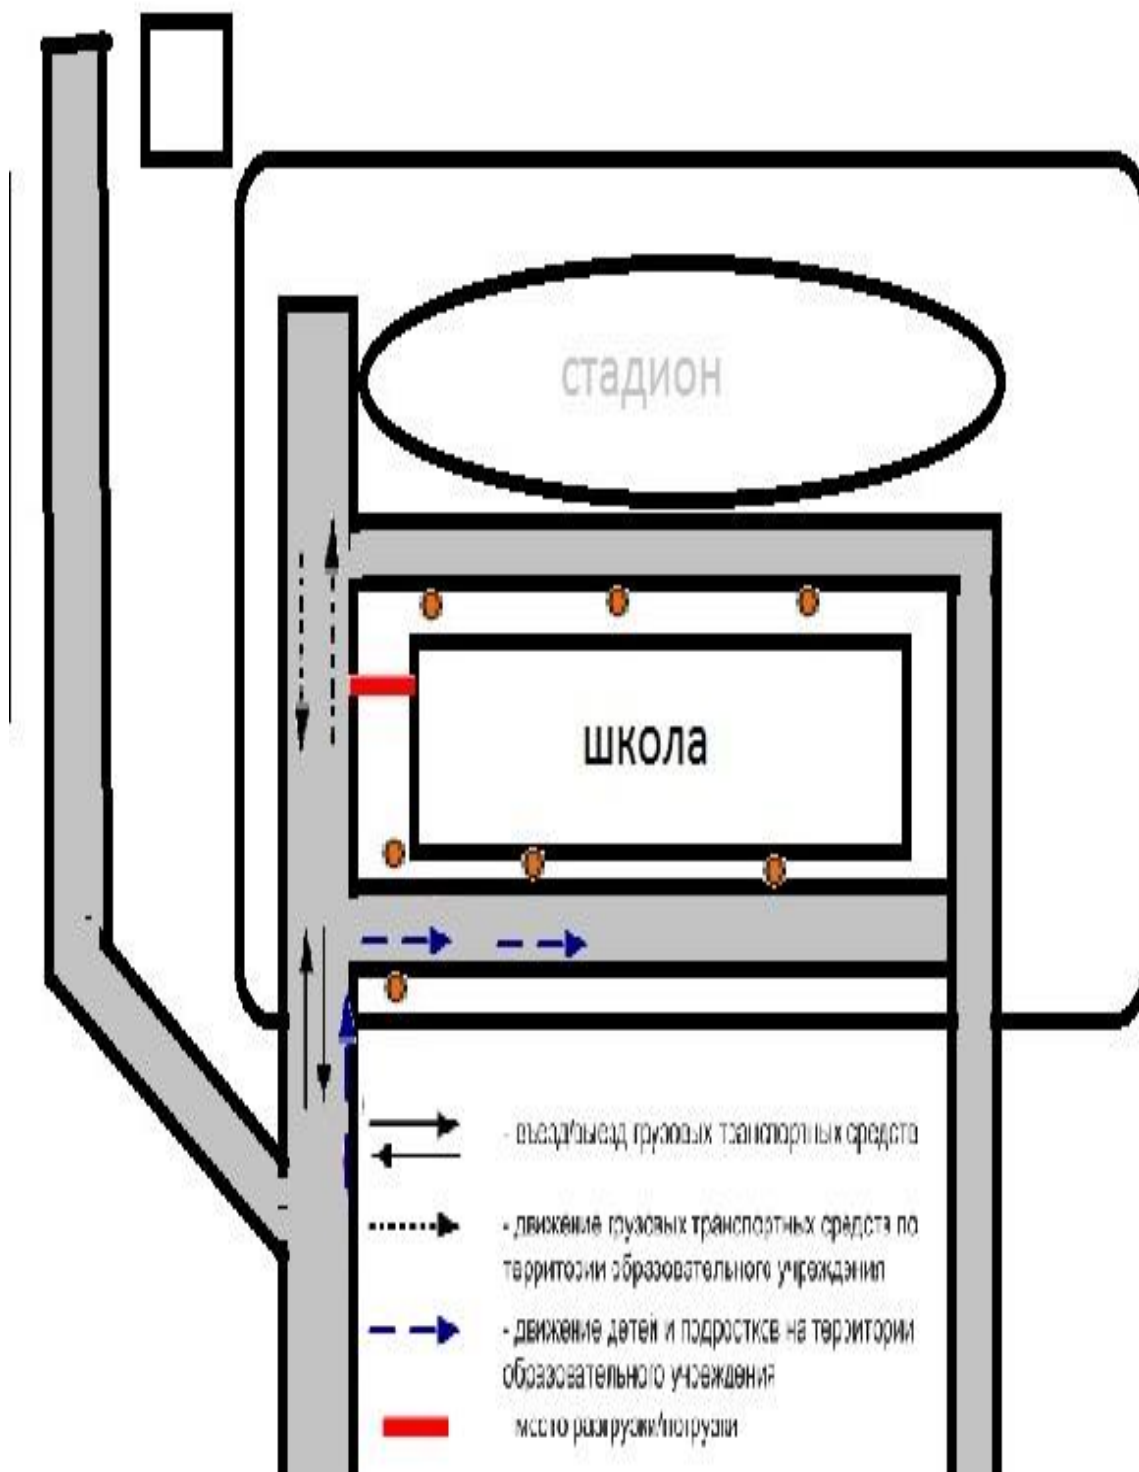 стадион
школа
- въезд/выезд грузовых транспортных средств
- движение грузовых транспортных средств по
территории образовательного учреждения
- движение детей и подростков на территории
образовательного учреждения
место разгрузки/погрузки